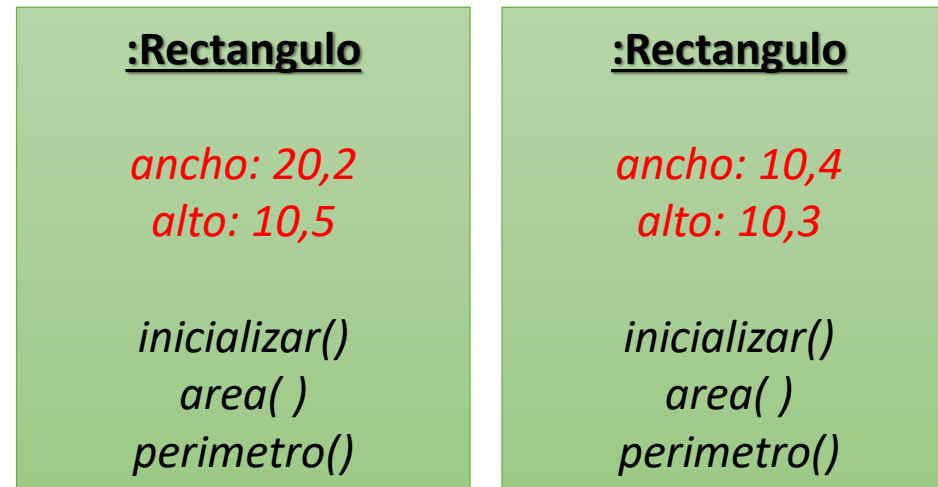 :Rectangulo
ancho: 20,2
alto: 10,5
inicializar()
area( )
perimetro()
:Rectangulo
ancho: 10,4
alto: 10,3
inicializar()
area( )
perimetro()